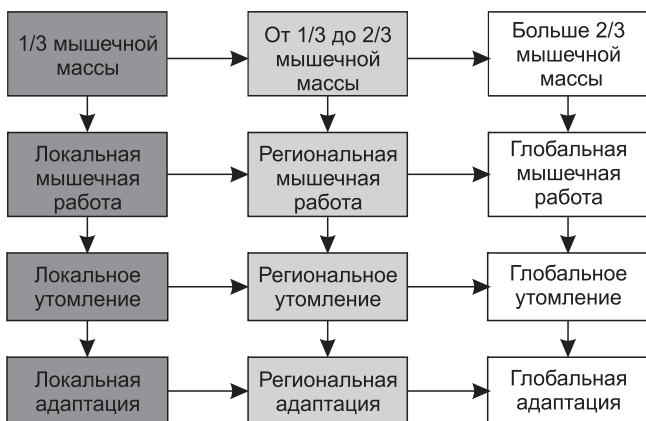 1/3 мышечной
массы
От 1/3 до 2/3
мышечной
массы
Больше 2/3
мышечной
массы
Локальная
мышечная
работа
Региональная
мышечная
работа
Глобальная
мышечная
работа
Локальное
утомление
Региональное
утомление
Глобальное
утомление
Локальная
адаптация
Региональная
адаптация
Глобальная
адаптация